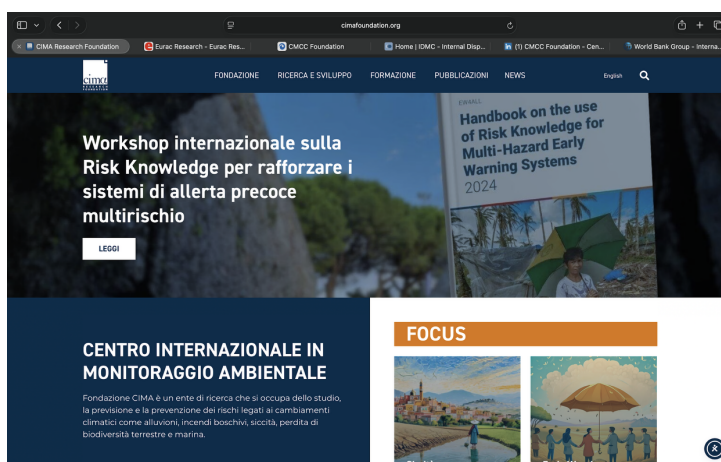 cimafoundation.org
CIMA Research Foundation
Eurac Research - Eurac Res...
CMCC Foundation
Home | IDMC - Internal Disp...
(1) CMCC Foundation - Cen...
World Bank Group - Interna...
cima
RESEARCH
FOUNDATION
FONDAZIONE
RICERCA E SVILUPPO
FORMAZIONE
PUBBLICAZIONI
NEWS
English
Workshop internazionale sulla
Risk Knowledge per rafforzare i
sistemi di allerta precoce
multirischio
LEGGI
EW4ALL
Handbook on the use
of Risk Knowledge for
Multi-Hazard Early
Warning Systems
2024
CENTRO INTERNAZIONALE IN
MONITORAGGIO AMBIENTALE
Fondazione CIMA è un ente di ricerca che si occupa dello studio,
la previsione e la prevenzione dei rischi legati ai cambiamenti
climatici come alluvioni, incendi boschivi, siccità, perdita di
biodiversità terrestre e marina.
FOCUS